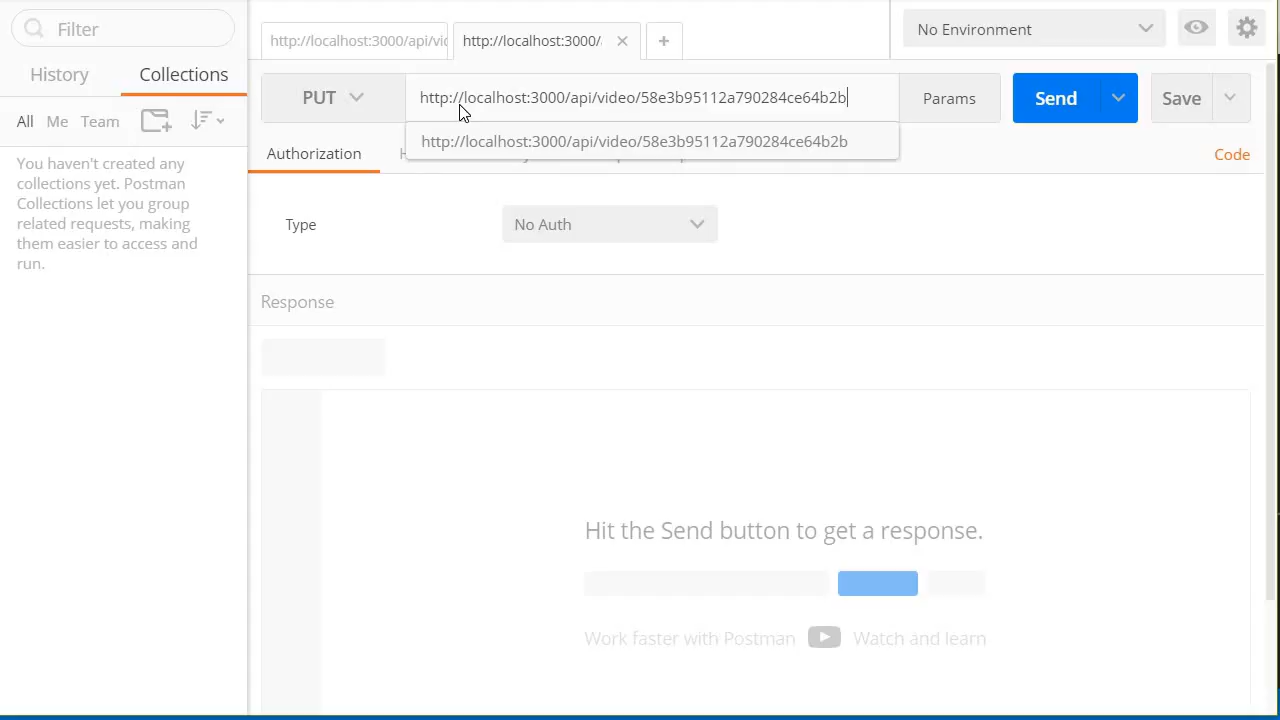 Filter
http://localhost:3000/api/vid
http://localhost:3000/
No Environment
History
Collections
PUT
http://localhost:3000/api/video/58e3b95112a790284ce64b2b
Params
Send
Save
All
Me
Team
http://localhost:3000/api/video/58e3b95112a790284ce64b2b
Authorization
Code
You haven't created any
collections yet. Postman
Collections let you group
related requests, making
them easier to access and
run.
Type
No Auth
Response
Hit the Send button to get a response.
Work faster with Postman
Watch and learn